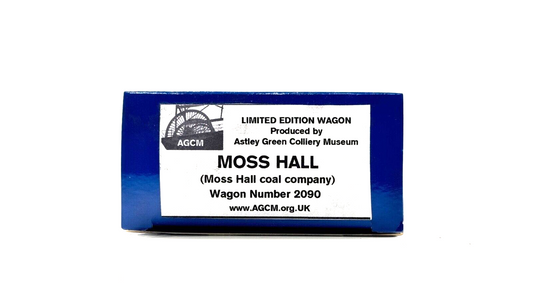 AGCM
LIMITED EDITION WAGON
Produced by
Astley Green Colliery Museum
MOSS HALL
(Moss Hall coal company)
Wagon Number 2090
www.AGCM.org.UK